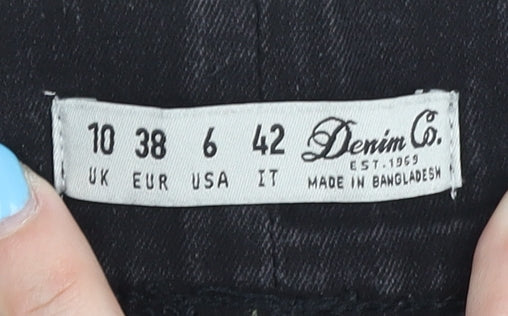 10 38 6 42
UK EUR USA IT
Denim Co.
EST.1969
MADE IN BANGLADESH